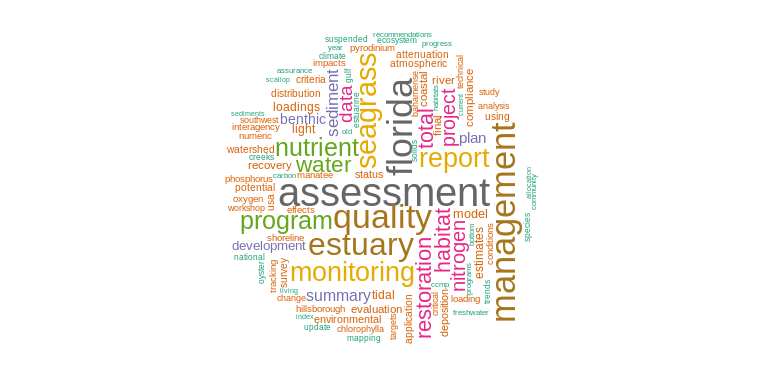 recommendations
suspended
ecosystem
progress
year
pyrodinium
climate
attenuation
impacts
atmospheric
assurance
gulf
scallop
criteria
river
technical
seagrass
florida
sediment
data
distribution
estuarine
bahamense
coastal
habitats
current
compliance
study
loadings
analysis
sediments
southwest
benthic
total
project
using
interagency
light
old
final
numeric
solids
plan
watershed
nutrient
report
creeks
water
recovery
status
phosphorus
carbon
manatee
potential
assessment
management
allocation
community
oxygen
usa
workshop
effects
quality
habitat
model
program
nitrogen
bottom
species
shoreline
estuary
estimates
conditions
development
restoration
national
oyster
tracking
survey
monitoring
programs
trends
living
change
summary
tidal
ccmp
critical
deposition
loading
hillsborough
evaluation
application
freshwater
index
environmental
targets
update
chlorophylla
mapping